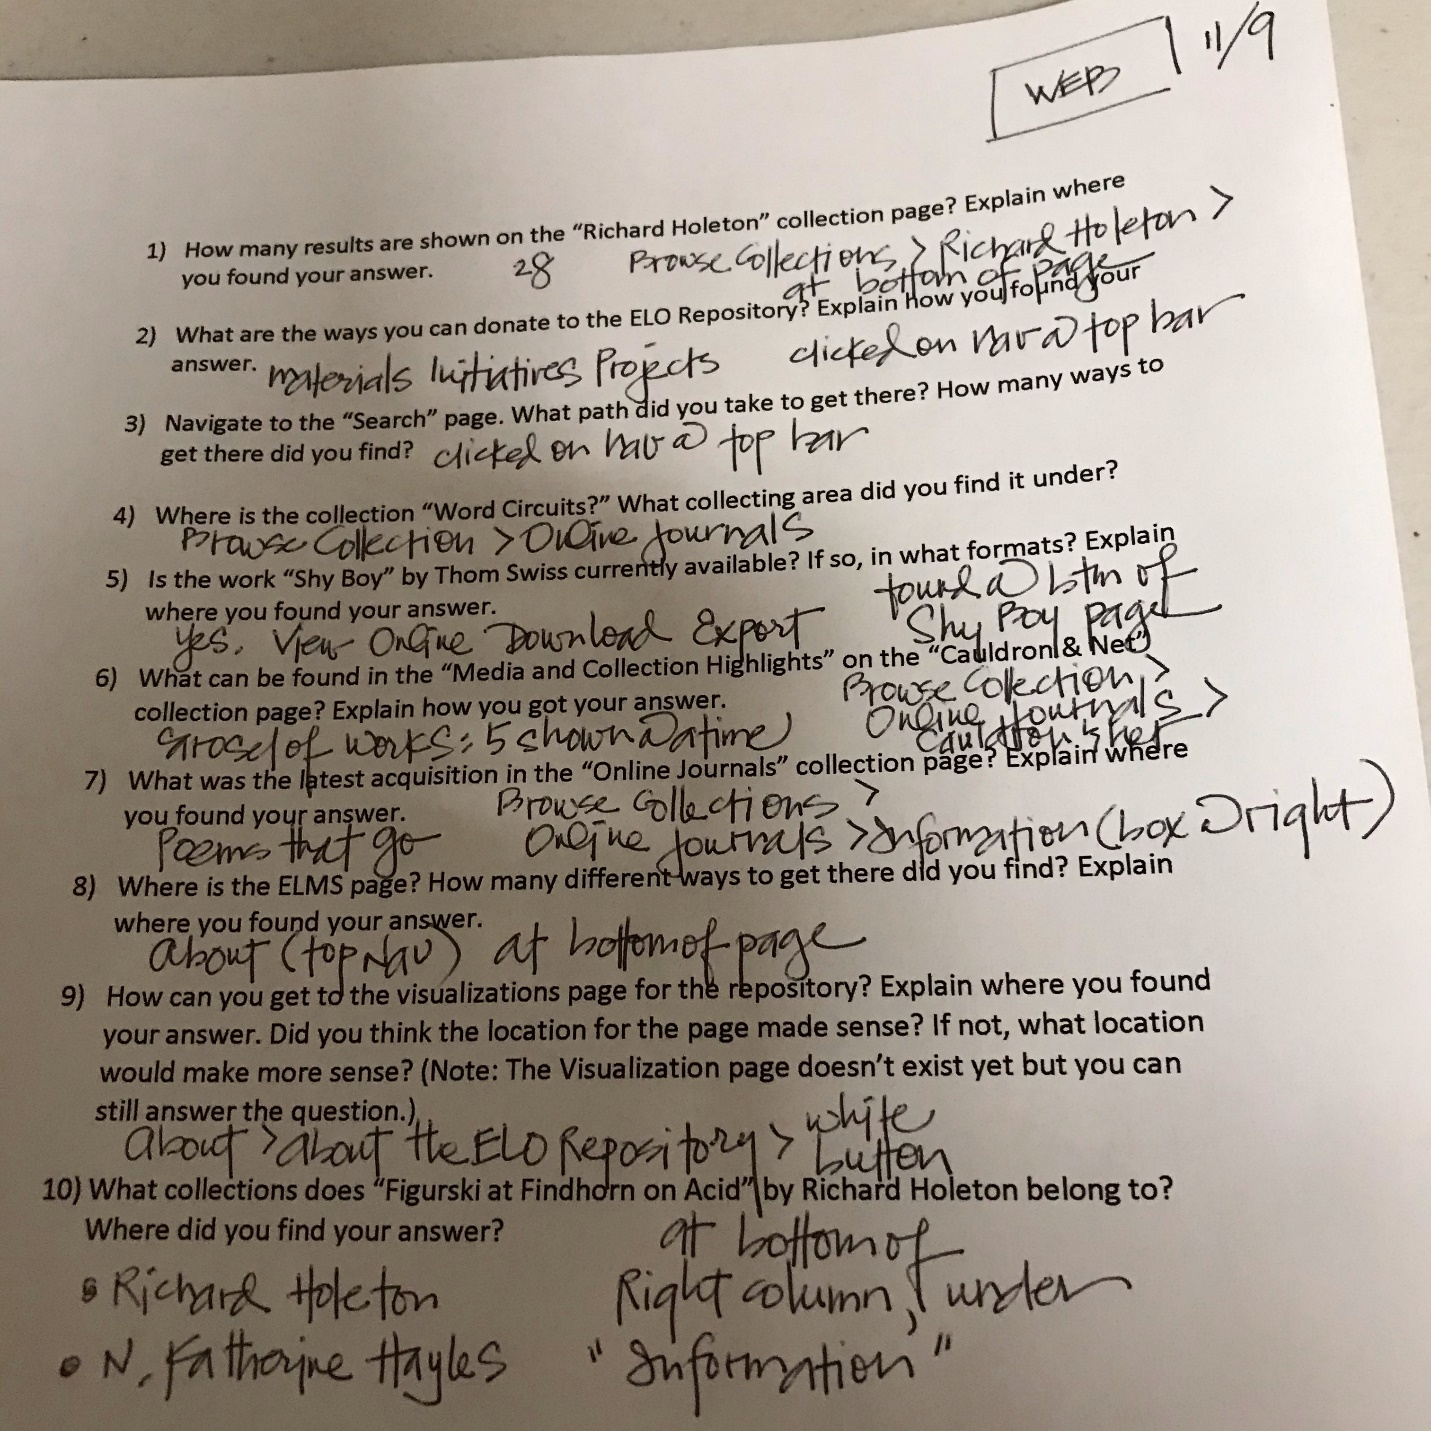 WEB 11/9
1) How many results are shown on the “Richard Holeton” collection page? Explain where
you found your answer. 28 Browse Collections > Richard Holeton >
at bottom of page
2) What are the ways you can donate to the ELO Repository? Explain how you found your
answer. materials Initiatives Projects clicked on nav @ top bar
3) Navigate to the “Search” page. What path did you take to get there? How many ways to
get there did you find? clicked on nav @ top bar
4) Where is the collection “Word Circuits?” What collecting area did you find it under?
Browse Collection > Online Journals
5) Is the work “Shy Boy” by Thom Swiss currently available? If so, in what formats? Explain
where you found your answer. found @ btm of
Yes. View Online Download Export Shy Boy page
6) What can be found in the “Media and Collection Highlights” on the “Cauldron & Net”
collection page? Explain how you got your answer. Browse Collection >
of works: 5 shown @ a time Online Journals >
Cauldron & Net
7) What was the latest acquisition in the “Online Journals” collection page? Explain where
you found your answer. Browse Collections >
Poems that go Online Journals > Information (box @ right)
8) Where is the ELMS page? How many different ways to get there did you find? Explain
where you found your answer.
About (top Nav) at bottom of page
9) How can you get to the visualizations page for the repository? Explain where you found
your answer. Did you think the location for the page made sense? If not, what location
would make more sense? (Note: The Visualization page doesn’t exist yet but you can
still answer the question.)
About > about the ELO Repository > white
button
10) What collections does “Figurski at Findhorn on Acid” by Richard Holeton belong to?
Where did you find your answer? at bottom of
• Richard Holeton Right column, under
• N. Katherine Hayles "Information"